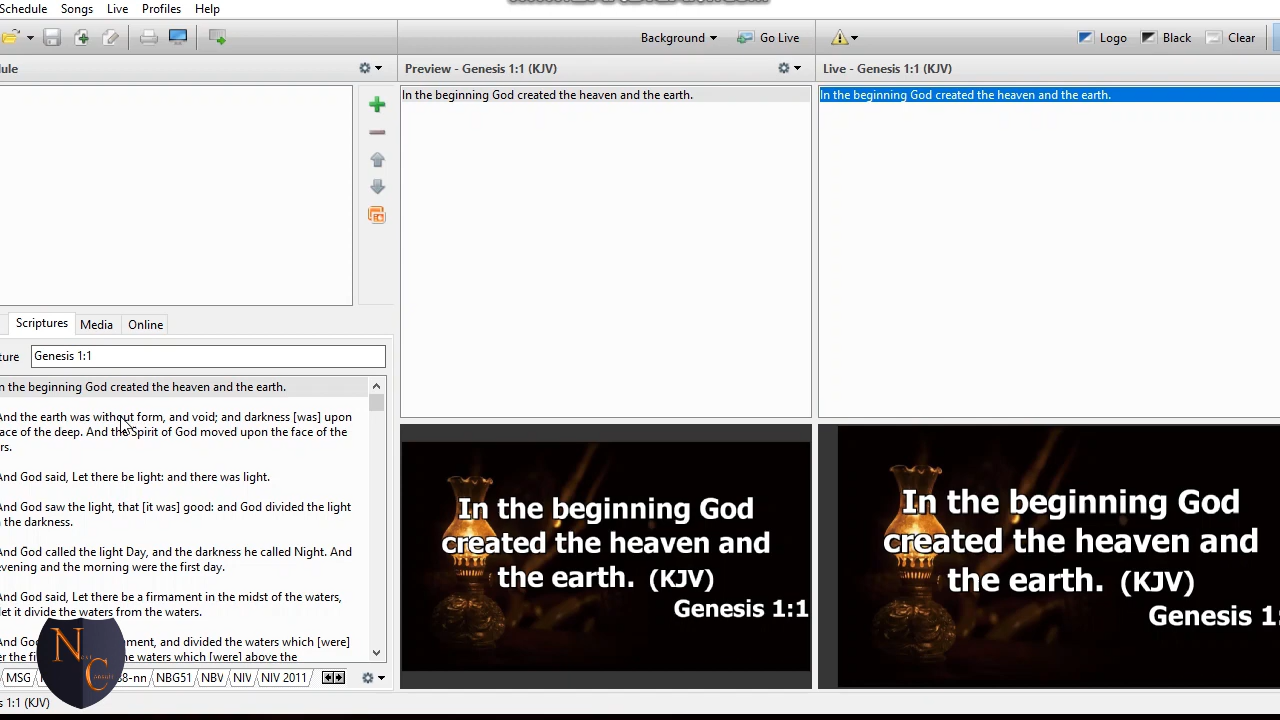 Schedule Songs Live Profiles Help
Background Go Live Logo Black Clear
ule
Preview - Genesis 1:1 (KJV)
Live - Genesis 1:1 (KJV)
In the beginning God created the heaven and the earth.
In the beginning God created the heaven and the earth.
Scriptures Media Online
ture Genesis 1:1
n the beginning God created the heaven and the earth.
And the earth was without form, and void; and darkness [was] upon
ace of the deep. And the Spirit of God moved upon the face of the
rs.
And God said, Let there be light: and there was light.
And God saw the light, that [it was] good: and God divided the light
the darkness.
And God called the light Day, and the darkness he called Night. And
evening and the morning were the first day.
And God said, Let there be a firmament in the midst of the waters,
let it divide the waters from the waters.
ment, and divided the waters which [were]
the waters which [were] above the
MSG NBG51 NBV NIV NIV 2011
s 1:1 (KJV)
In the beginning God
created the heaven and
the earth. (KJV)
Genesis 1:1
In the beginning God
created the heaven and
the earth. (KJV)
Genesis 1:
N
C